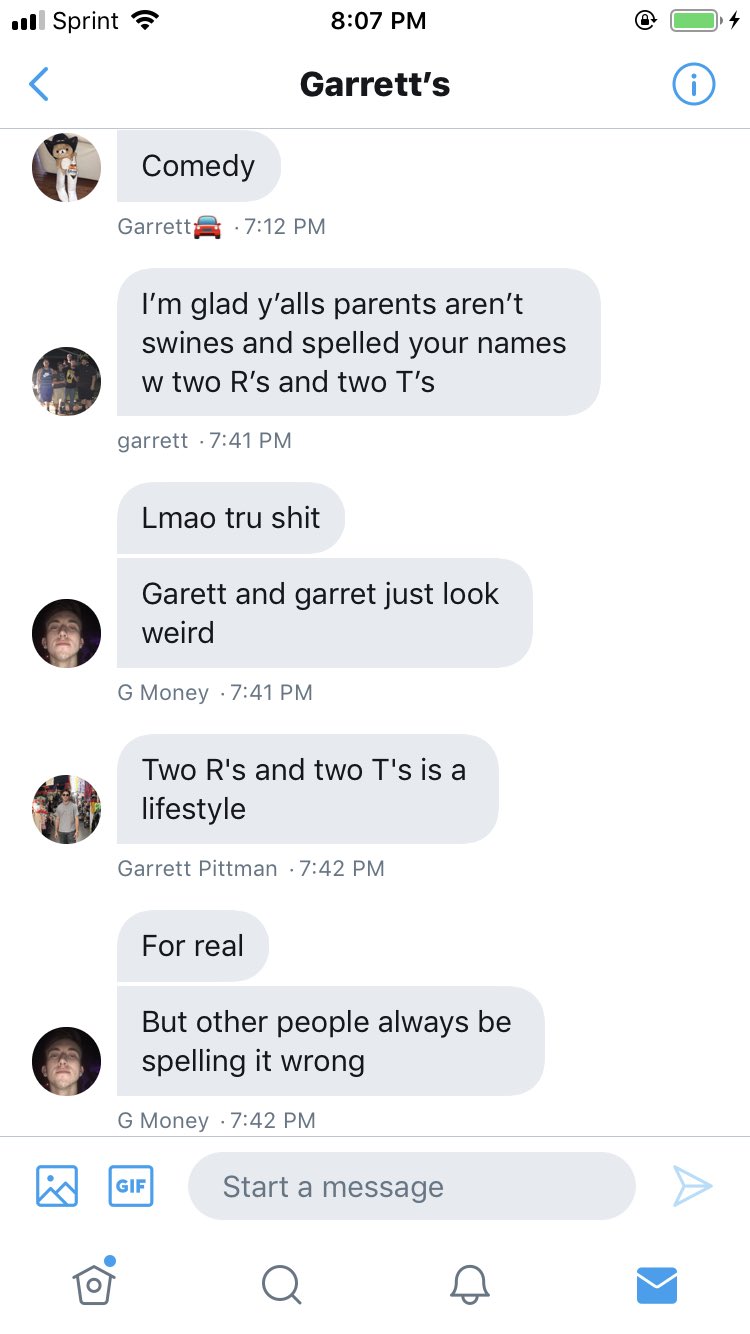 Sprint 8:07 PM
Garrett’s
Comedy
Garrett🚘 · 7:12 PM
I’m glad y’alls parents aren’t
swines and spelled your names
w two R’s and two T’s
garrett · 7:41 PM
Lmao tru shit
Garett and garret just look
weird
G Money · 7:41 PM
Two R's and two T's is a
lifestyle
Garrett Pittman · 7:42 PM
For real
But other people always be
spelling it wrong
G Money · 7:42 PM
GIF Start a message